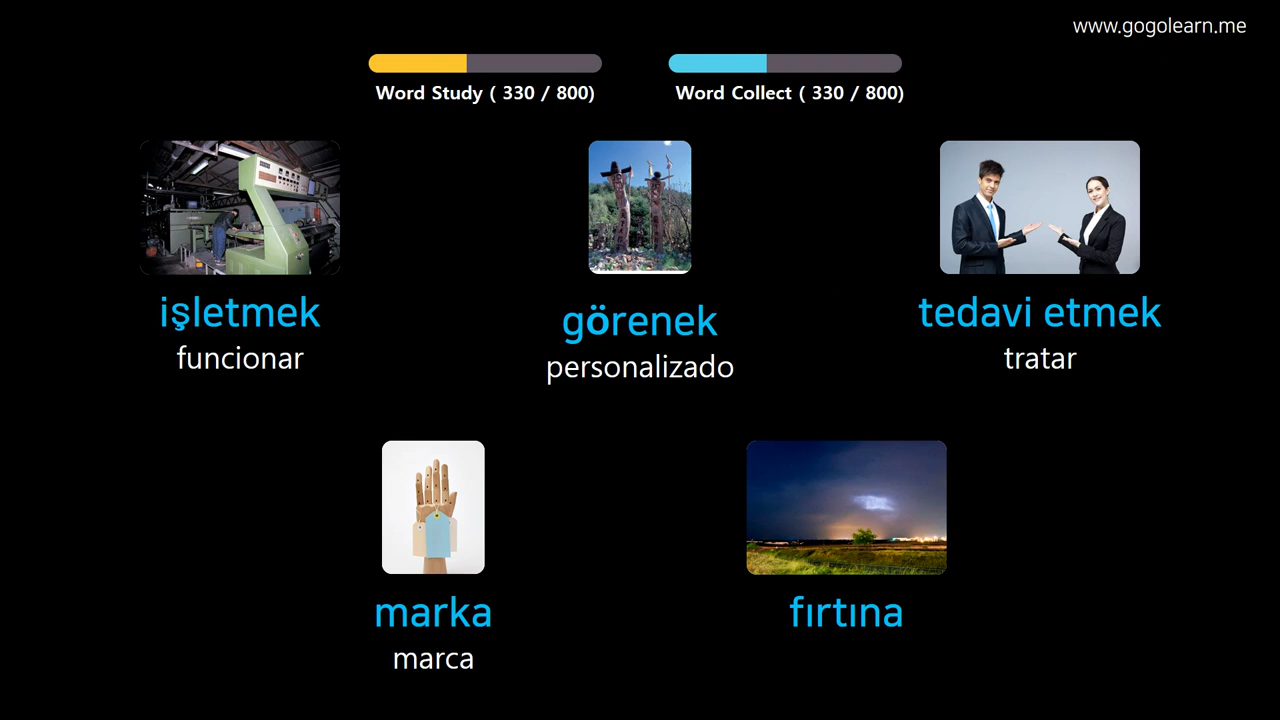 www.gogolearn.me
Word Study ( 330 / 800)
Word Collect ( 330 / 800)
işletmek
funcionar
görenek
personalizado
tedavi etmek
tratar
marka
marca
fırtına